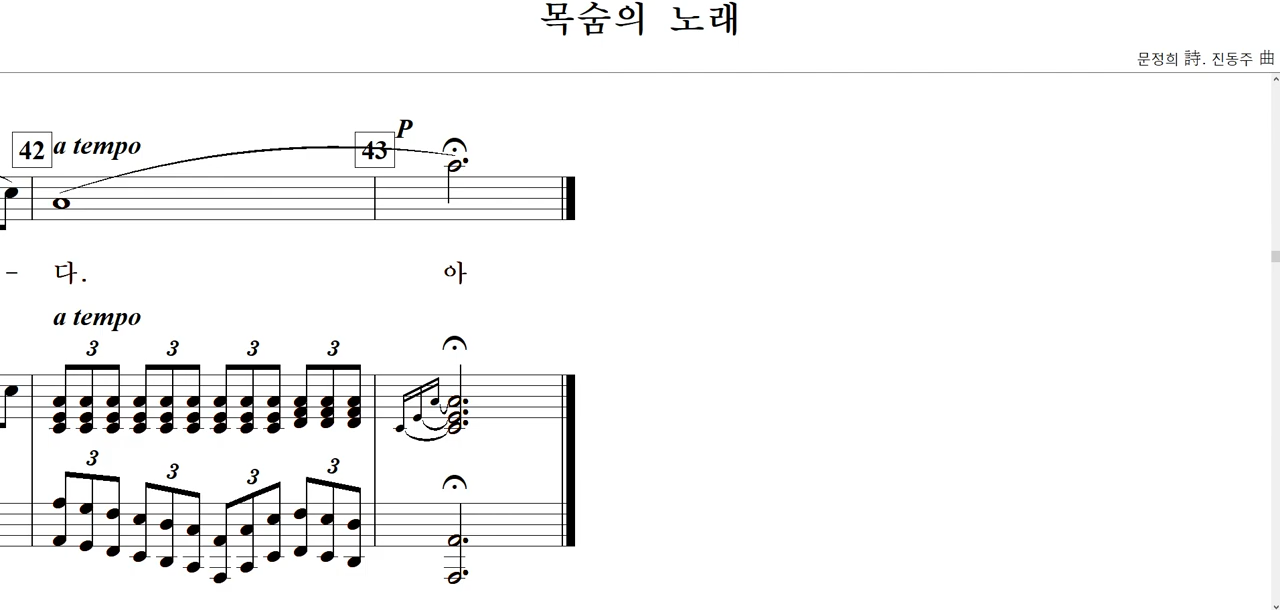 목숨의 노래
문정희 詩. 진동주 曲
42 a tempo 43 P
- 다. 아
a tempo
3 3 3 3
3 3 3 3